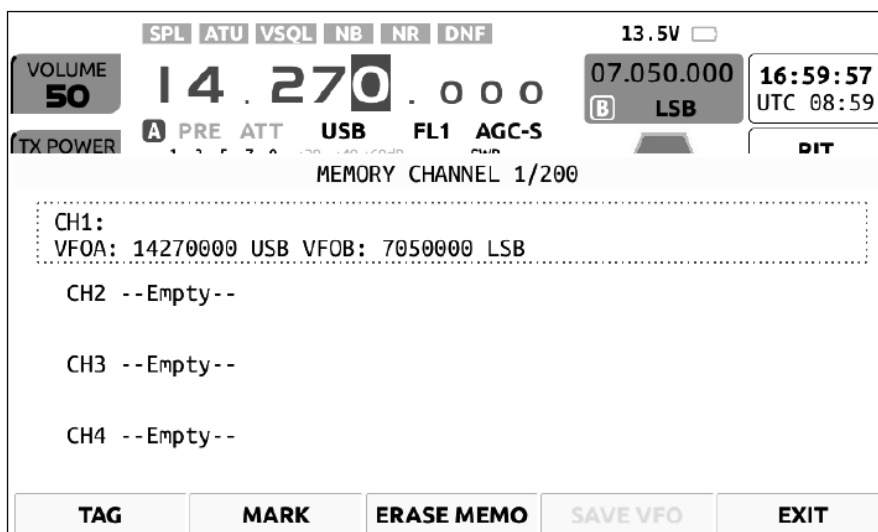 SPL ATU VSQL NB NR DNF 13.5V
VOLUME
50
14.270.000
07.050.000
B LSB
16:59:57
UTC 08:59
A PRE ATT USB FL1 AGC-S
TX POWER
RIT
MEMORY CHANNEL 1/200
CH1:
VFOA: 14270000 USB VFOB: 7050000 LSB
CH2 --Empty--
CH3 --Empty--
CH4 --Empty--
TAG MARK ERASE MEMO SAVE VFO EXIT